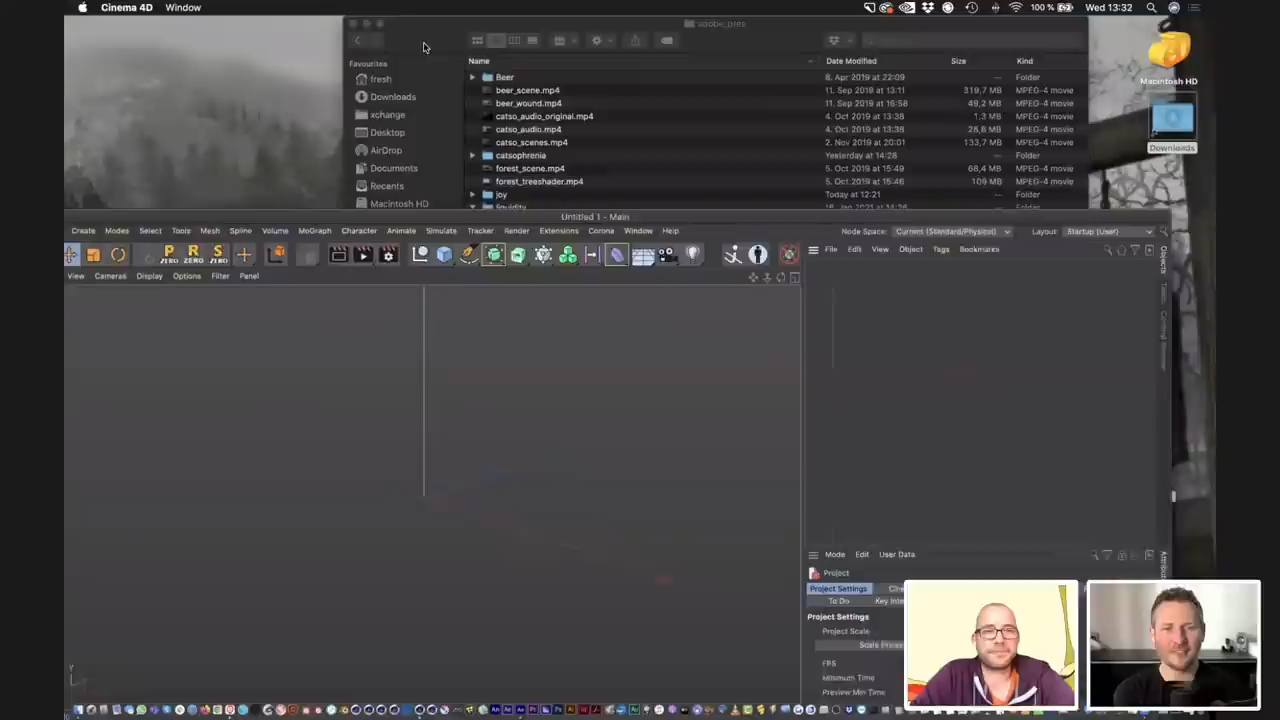 Cinema 4D Window 100 % Wed 13:32
adobe_pres
Name Date Modified Size Kind
Favourites
fresh
Downloads
xchange
Desktop
AirDrop
Documents
Recents
Macintosh HD
Beer 8. Apr 2019 at 22:09 -- Folder
beer_scene.mp4 11. Sep 2019 at 13:11 319,7 MB MPEG-4 movie
beer_wound.mp4 11. Sep 2019 at 16:58 49,2 MB MPEG-4 movie
catso_audio_original.mp4 4. Oct 2019 at 13:38 1,3 MB MPEG-4 movie
catso_audio.mp4 4. Oct 2019 at 13:38 28,8 MB MPEG-4 movie
catso_scenes.mp4 2. Nov 2019 at 20:01 133,7 MB MPEG-4 movie
catsophrenia Yesterday at 14:28 -- Folder
forest_scene.mp4 5. Oct 2019 at 15:49 68,4 MB MPEG-4 movie
forest_treeshader.mp4 5. Oct 2019 at 15:46 109 MB MPEG-4 movie
joy Today at 12:21 -- Folder
liquidity
Macintosh HD
Downloads
Untitled 1 - Main
Create Modes Select Tools Mesh Spline Volume MoGraph Character Animate Simulate Tracker Render Extensions Corona Window Help Node Space: Current (Standard/Physical) Layout: Startup (User)
P ZERO R ZERO S ZERO
File Edit View Object Tags Bookmarks
View Cameras Display Options Filter Panel
Objects
Mode Edit User Data
Project
Project Settings
To Do
Project Settings
Project Scale
FPS
Minimum Time
Preview Min Time
Y